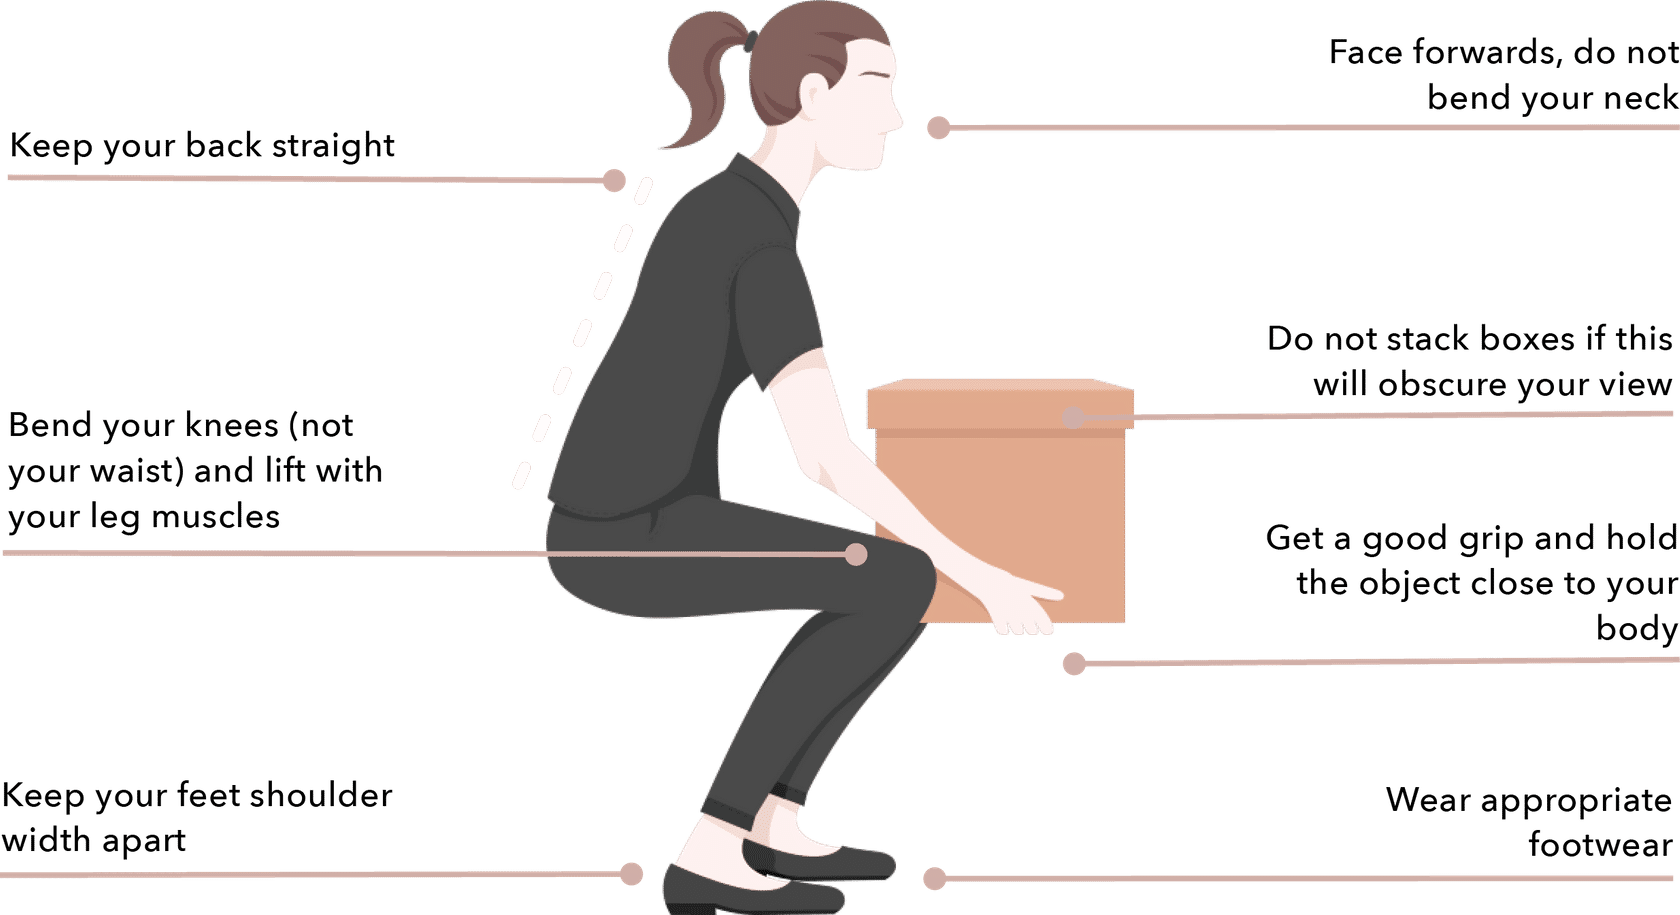 Keep your back straight
Bend your knees (not
your waist) and lift with
your leg muscles
Keep your feet shoulder
width apart
Face forwards, do not
bend your neck
Do not stack boxes if this
will obscure your view
Get a good grip and hold
the object close to your
body
Wear appropriate
footwear